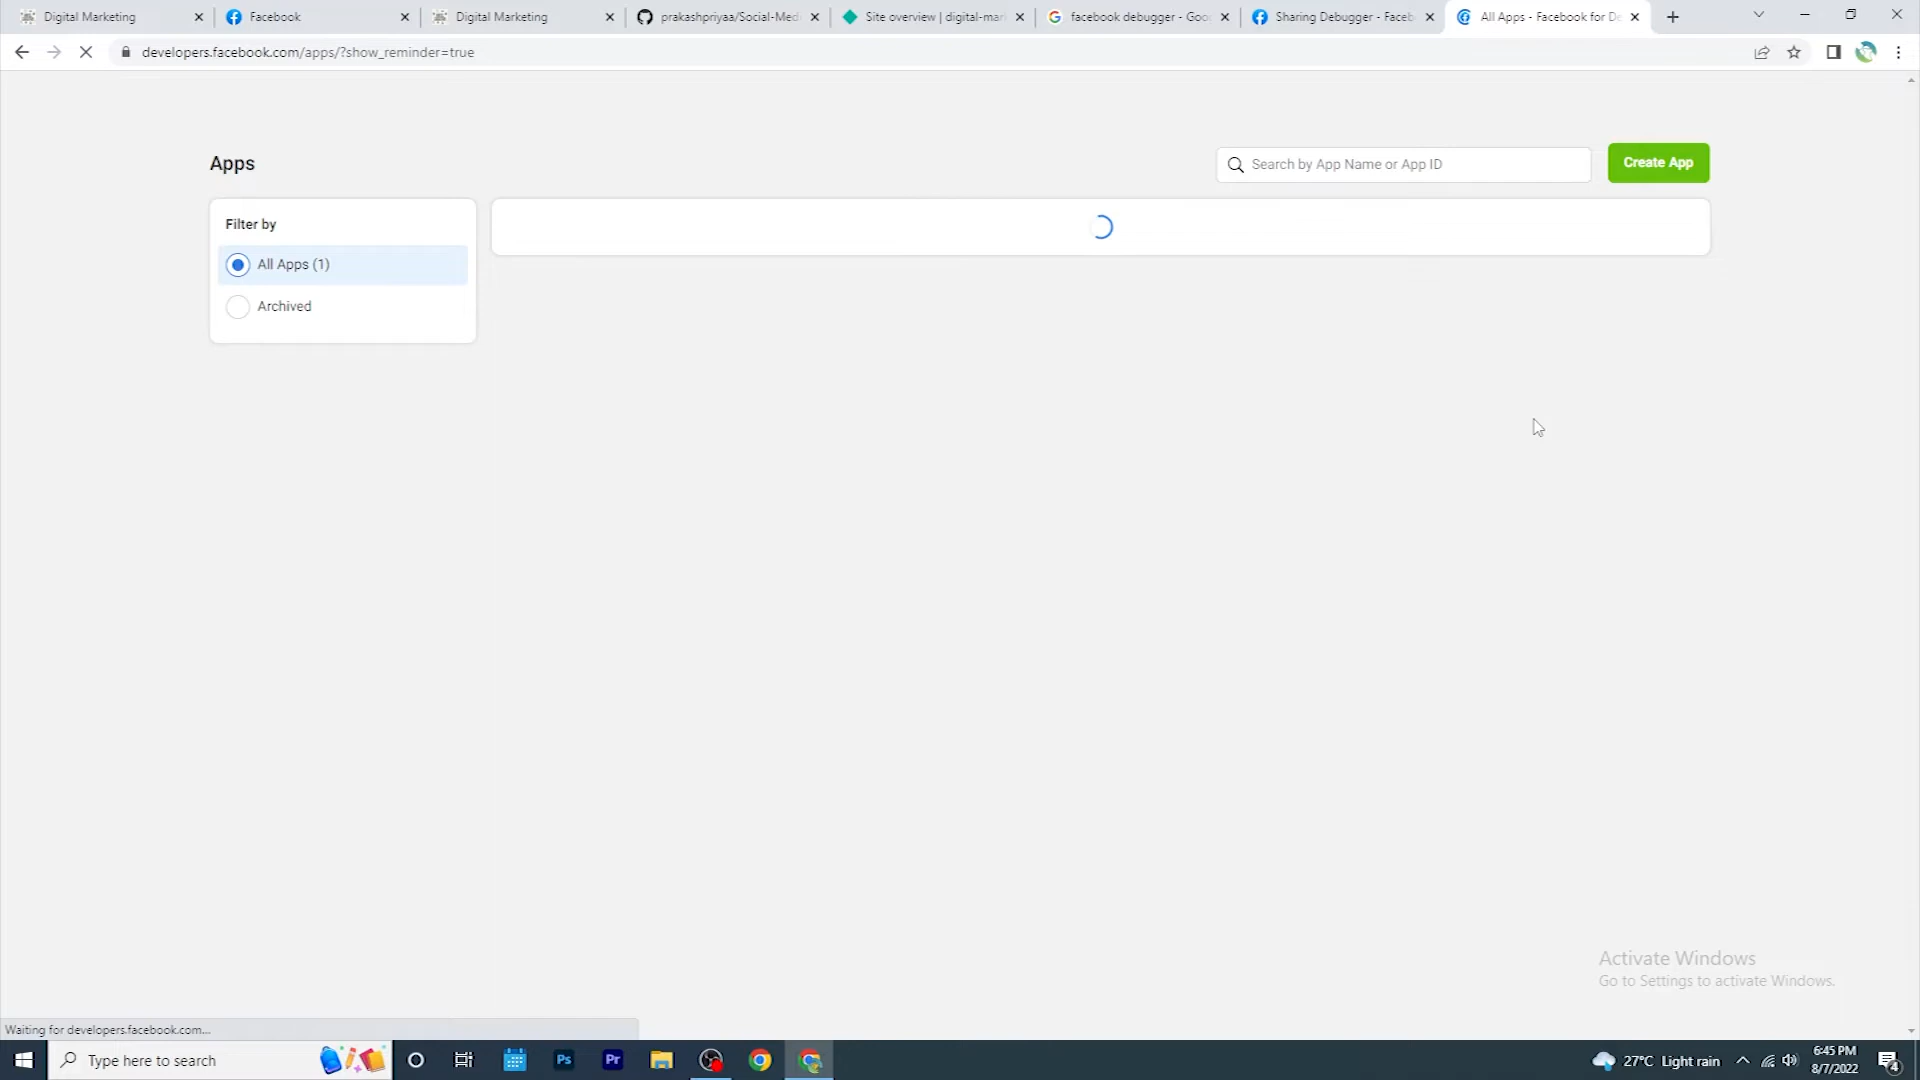 Digital Marketing
Facebook
Digital Marketing
prakashpriyaa/Social-Med
Site overview | digital-mar
facebook debugger - Goo
Sharing Debugger - Faceb
All Apps - Facebook for De
developers.facebook.com/apps/?show_reminder=true
Apps
Search by App Name or App ID
Create App
Filter by
All Apps (1)
Archived
Activate Windows
Go to Settings to activate Windows.
Waiting for developers.facebook.com...
Type here to search
Ps
Pr
27°C Light rain
6:45 PM
8/7/2022
4